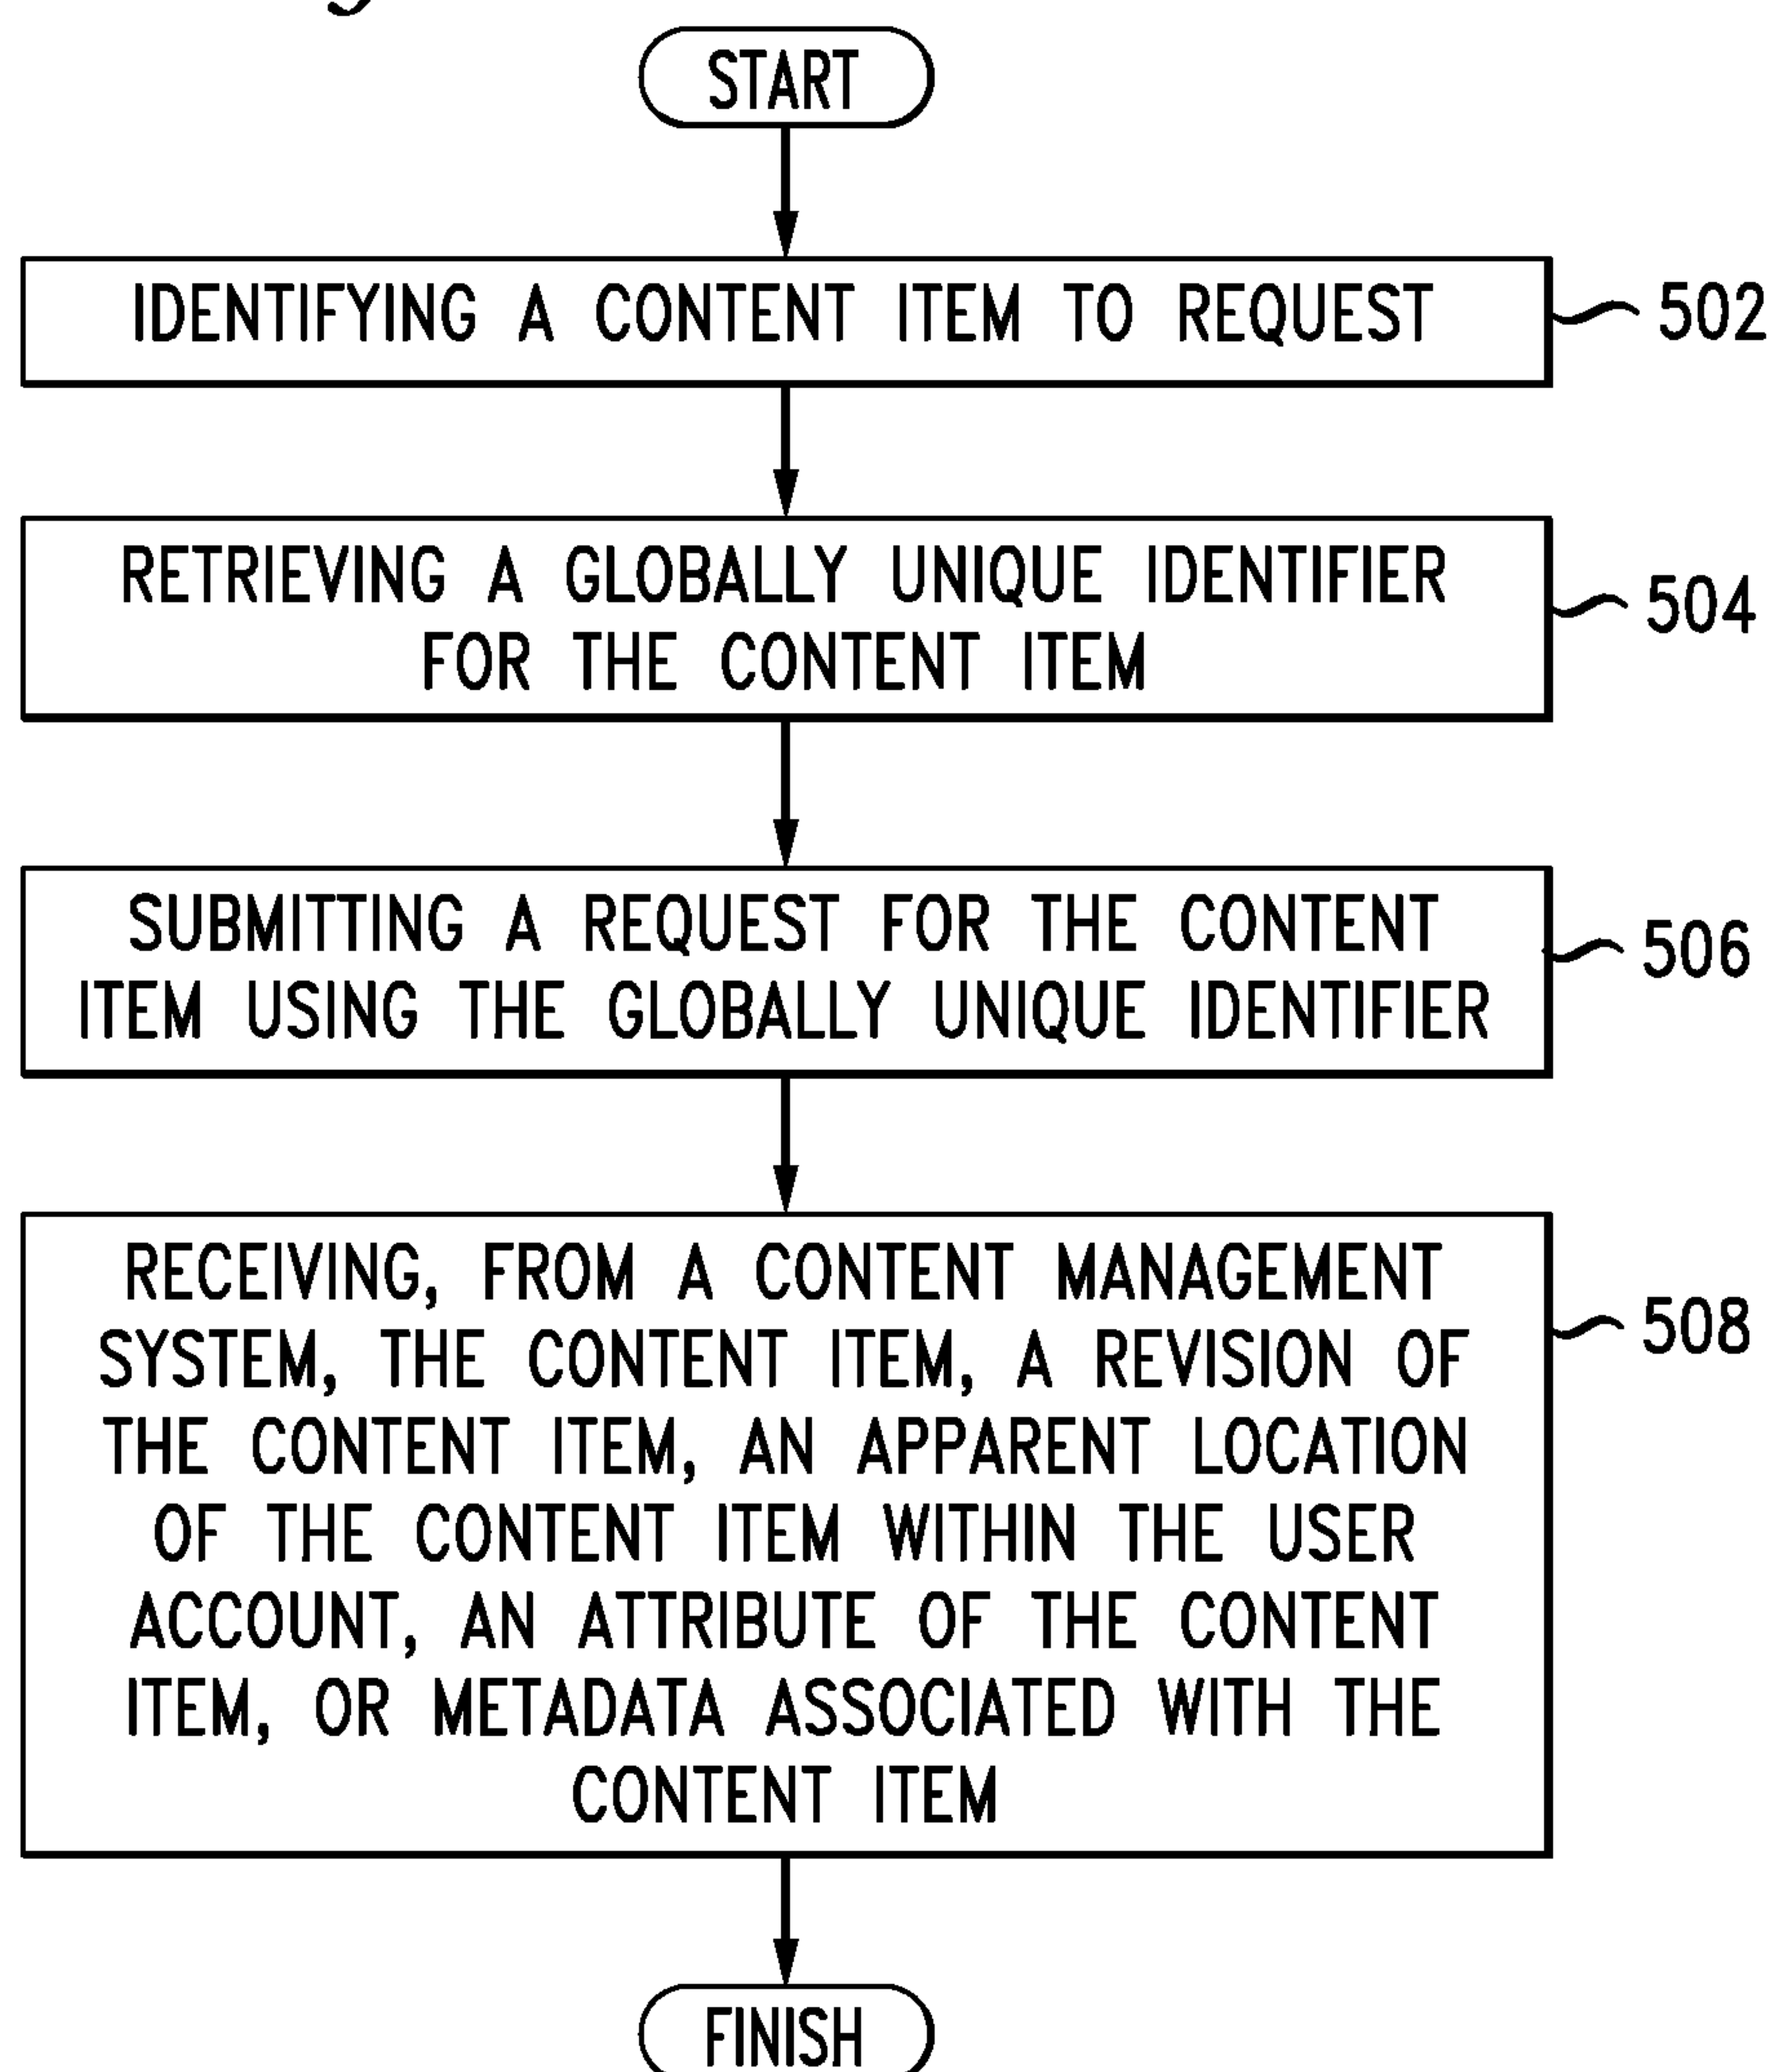 START
IDENTIFYING A CONTENT ITEM TO REQUEST
502
RETRIEVING A GLOBALLY UNIQUE IDENTIFIER
FOR THE CONTENT ITEM
504
SUBMITTING A REQUEST FOR THE CONTENT
ITEM USING THE GLOBALLY UNIQUE IDENTIFIER
506
RECEIVING, FROM A CONTENT MANAGEMENT
SYSTEM, THE CONTENT ITEM, A REVISION OF
THE CONTENT ITEM, AN APPARENT LOCATION
OF THE CONTENT ITEM WITHIN THE USER
ACCOUNT, AN ATTRIBUTE OF THE CONTENT
ITEM, OR METADATA ASSOCIATED WITH THE
CONTENT ITEM
508
FINISH